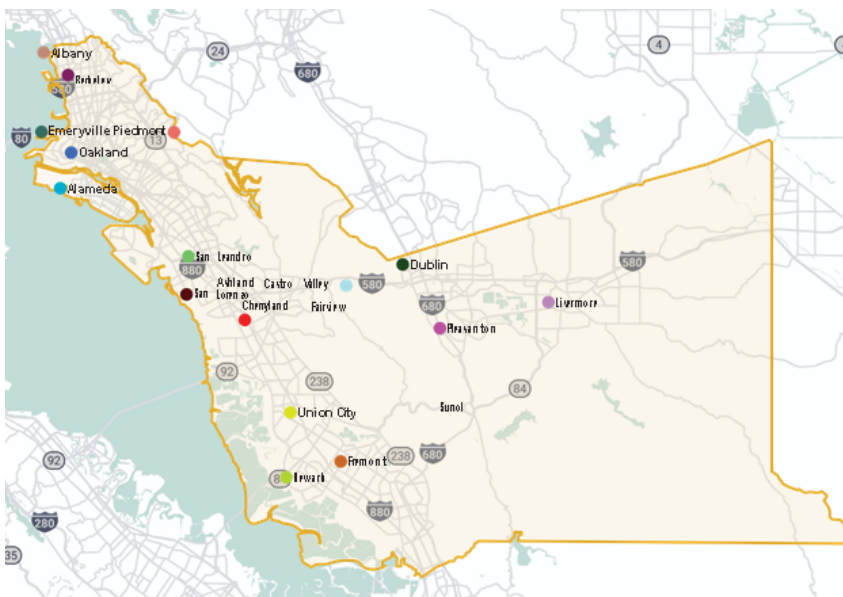 24
4
680
Albany
Berkeley
580
80
Emeryville Piedmont
13
Oakland
Alameda
San Leandro
880
Dublin
580
Ashland Castro Valley
580
San Lorenzo
680
Livermore
Cherryland
Fairview
Pleasanton
92
238
84
Sunol
Union City
92
238
680
Fremont
Newark
880
280
35